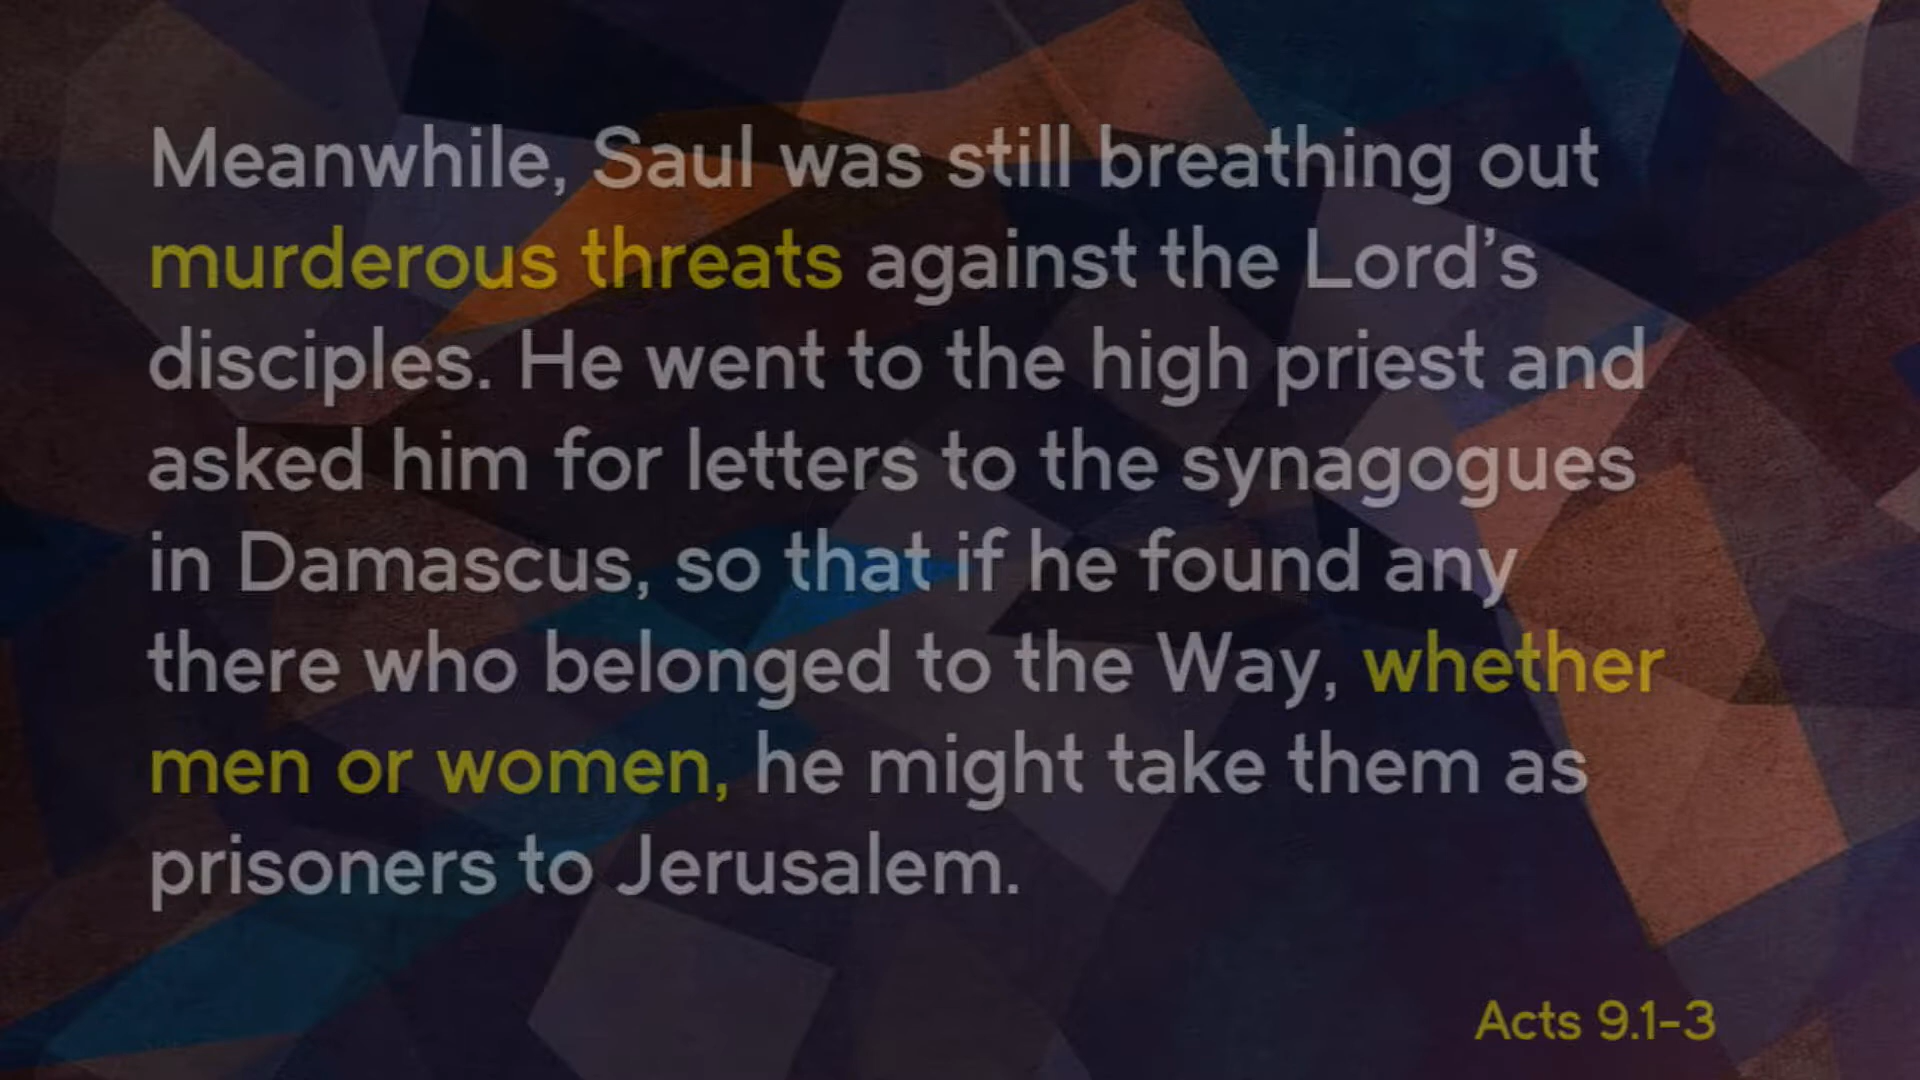 Meanwhile, Saul was still breathing out
murderous threats against the Lord’s
disciples. He went to the high priest and
asked him for letters to the synagogues
in Damascus, so that if he found any
there who belonged to the Way, whether
men or women, he might take them as
prisoners to Jerusalem.
Acts 9.1-3